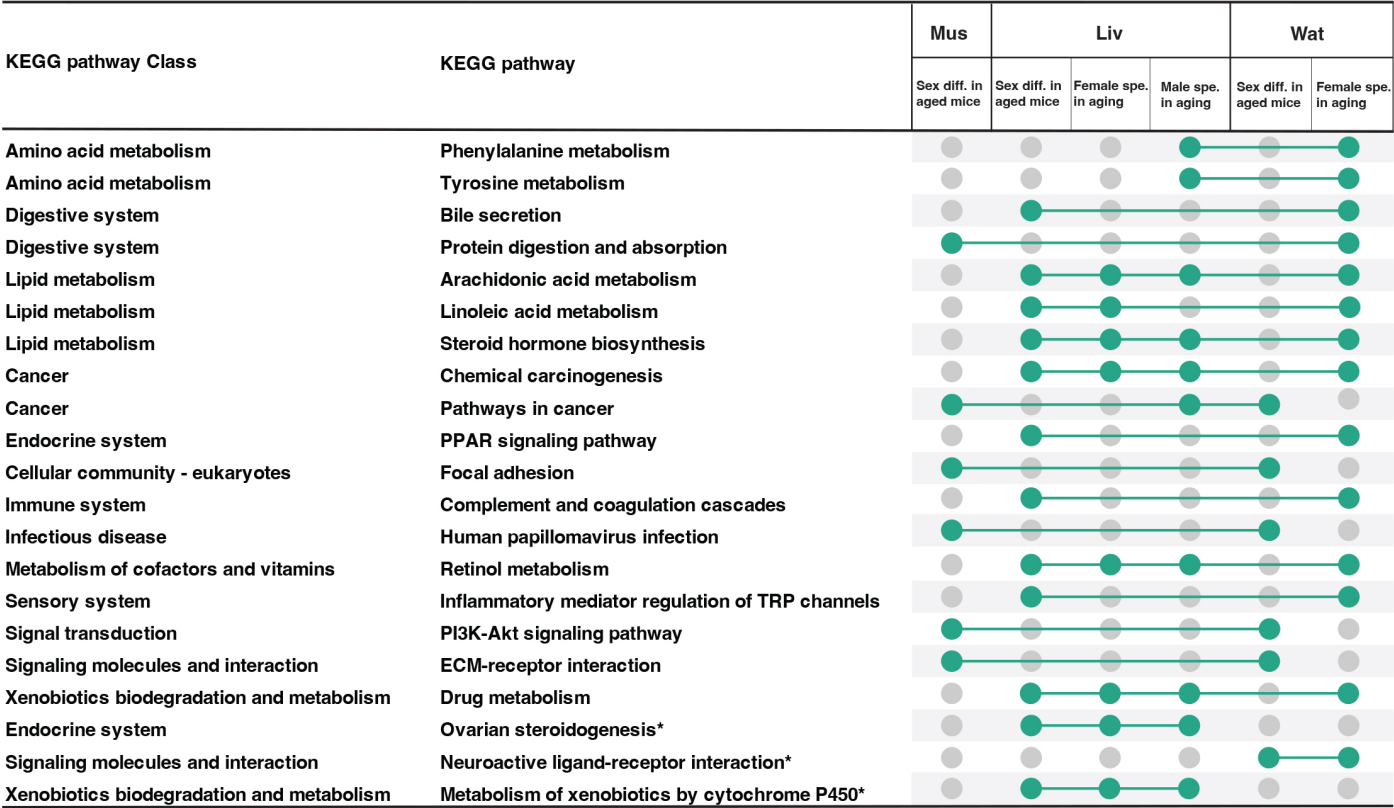 KEGG pathway Class KEGG pathway Mus Liv Wat
Sex diff. in Sex diff. in Female spe. Male spe. Sex diff. in Female spe.
aged mice aged mice in aging in aging aged mice in aging
Amino acid metabolism Phenylalanine metabolism
Amino acid metabolism Tyrosine metabolism
Digestive system Bile secretion
Digestive system Protein digestion and absorption
Lipid metabolism Arachidonic acid metabolism
Lipid metabolism Linoleic acid metabolism
Lipid metabolism Steroid hormone biosynthesis
Cancer Chemical carcinogenesis
Cancer Pathways in cancer
Endocrine system PPAR signaling pathway
Cellular community - eukaryotes Focal adhesion
Immune system Complement and coagulation cascades
Infectious disease Human papillomavirus infection
Metabolism of cofactors and vitamins Retinol metabolism
Sensory system Inflammatory mediator regulation of TRP channels
Signal transduction PI3K-Akt signaling pathway
Signaling molecules and interaction ECM-receptor interaction
Xenobiotics biodegradation and metabolism Drug metabolism
Endocrine system Ovarian steroidogenesis*
Signaling molecules and interaction Neuroactive ligand-receptor interaction*
Xenobiotics biodegradation and metabolism Metabolism of xenobiotics by cytochrome P450*